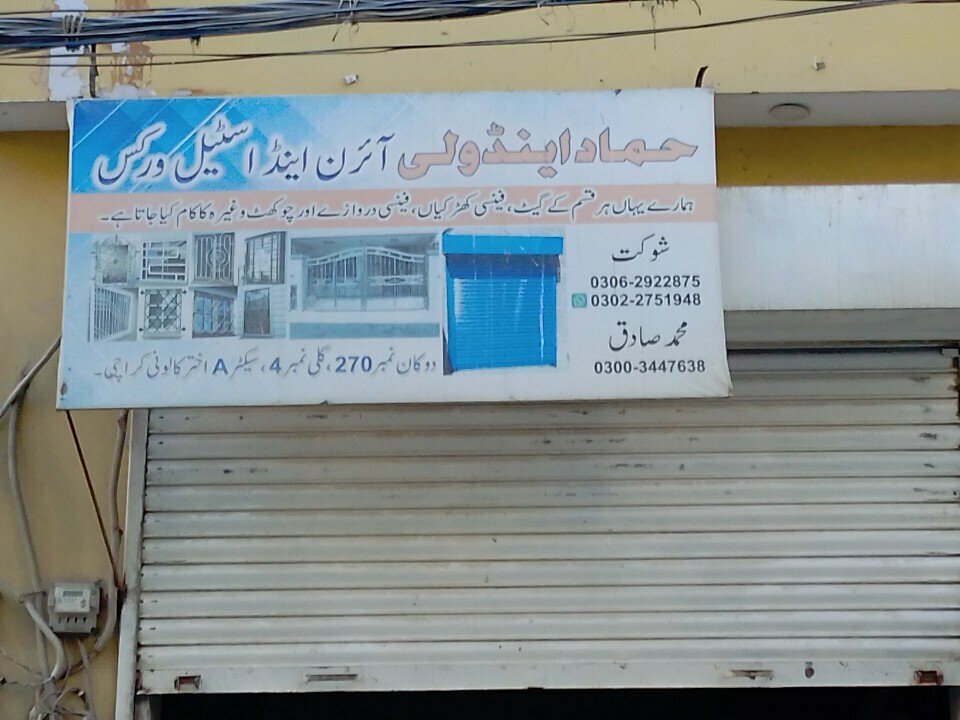 حماد اینڈ ولی آئرن اینڈ اسٹیل ورکس
ہمارے یہاں ہر قسم کے گیٹ، فینسی کھڑکیاں، فینسی دروازے اور چوکھٹ وغیرہ کا کام کیا جاتا ہے۔
شوکت
0306-2922875
0302-2751948
محمد صادق
0300-3447638
دوکان نمبر 270، گلی نمبر 4، سیکٹر A اختر کالونی کراچی۔